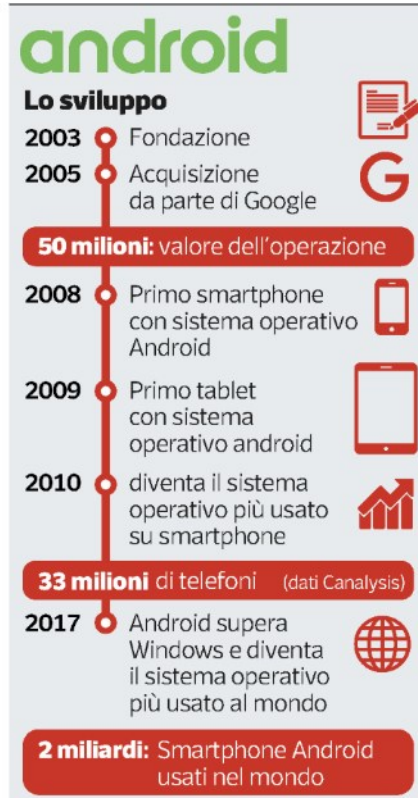 android
Lo sviluppo
2003 Fondazione
2005 Acquisizione
da parte di Google
G
50 milioni: valore dell'operazione
2008 Primo smartphone
con sistema operativo
Android
2009 Primo tablet
con sistema
operativo android
2010 diventa il sistema
operativo più usato
su smartphone
33 milioni di telefoni (dati Canalysis)
2017 Android supera
Windows e diventa
il sistema operativo
più usato al mondo
2 miliardi: Smartphone Android
usati nel mondo